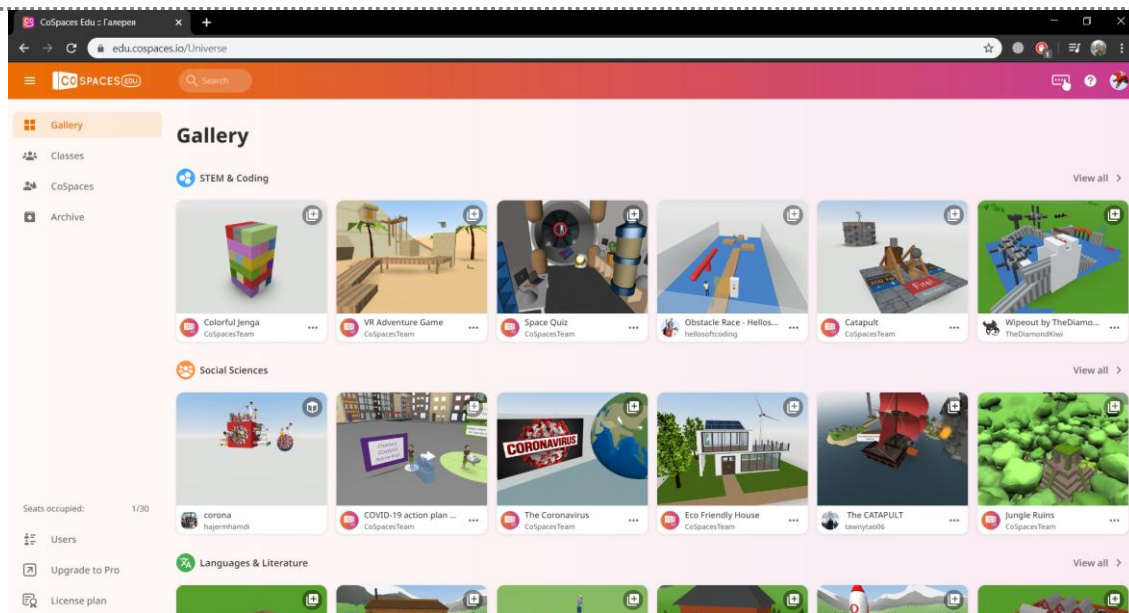 CoSpaces Edu :: Галерея
edu.cospaces.io/Universe
CO SPACES EDU
Search
Gallery
Classes
CoSpaces
Archive
Seats occupied: 1/30
Users
Upgrade to Pro
License plan
Gallery
STEM & Coding
View all
Fire!
Colorful Jenga
CoSpacesTeam
VR Adventure Game
CoSpacesTeam
Space Quiz
CoSpacesTeam
Obstacle Race - Hellos...
hellosoftcoding
Catapult
CoSpacesTeam
Wipeout by TheDiamo...
TheDiamondKiwi
Social Sciences
View all
CORONAVIRUS
corona
hajermhamdi
COVID-19 action plan ...
CoSpacesTeam
The Coronavirus
CoSpacesTeam
Eco Friendly House
CoSpacesTeam
The CATAPULT
tawnytao06
Jungle Ruins
CoSpacesTeam
Languages & Literature
View all